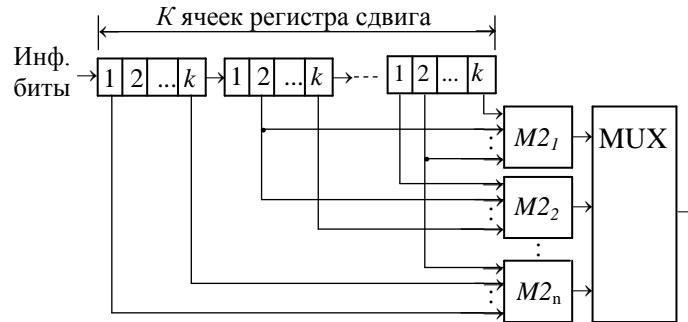 K ячеек регистра сдвига
Инф.
биты
1 2 ... k 1 2 ... k 1 2 ... k
M2₁
MUX
M2₂
M2ₙ